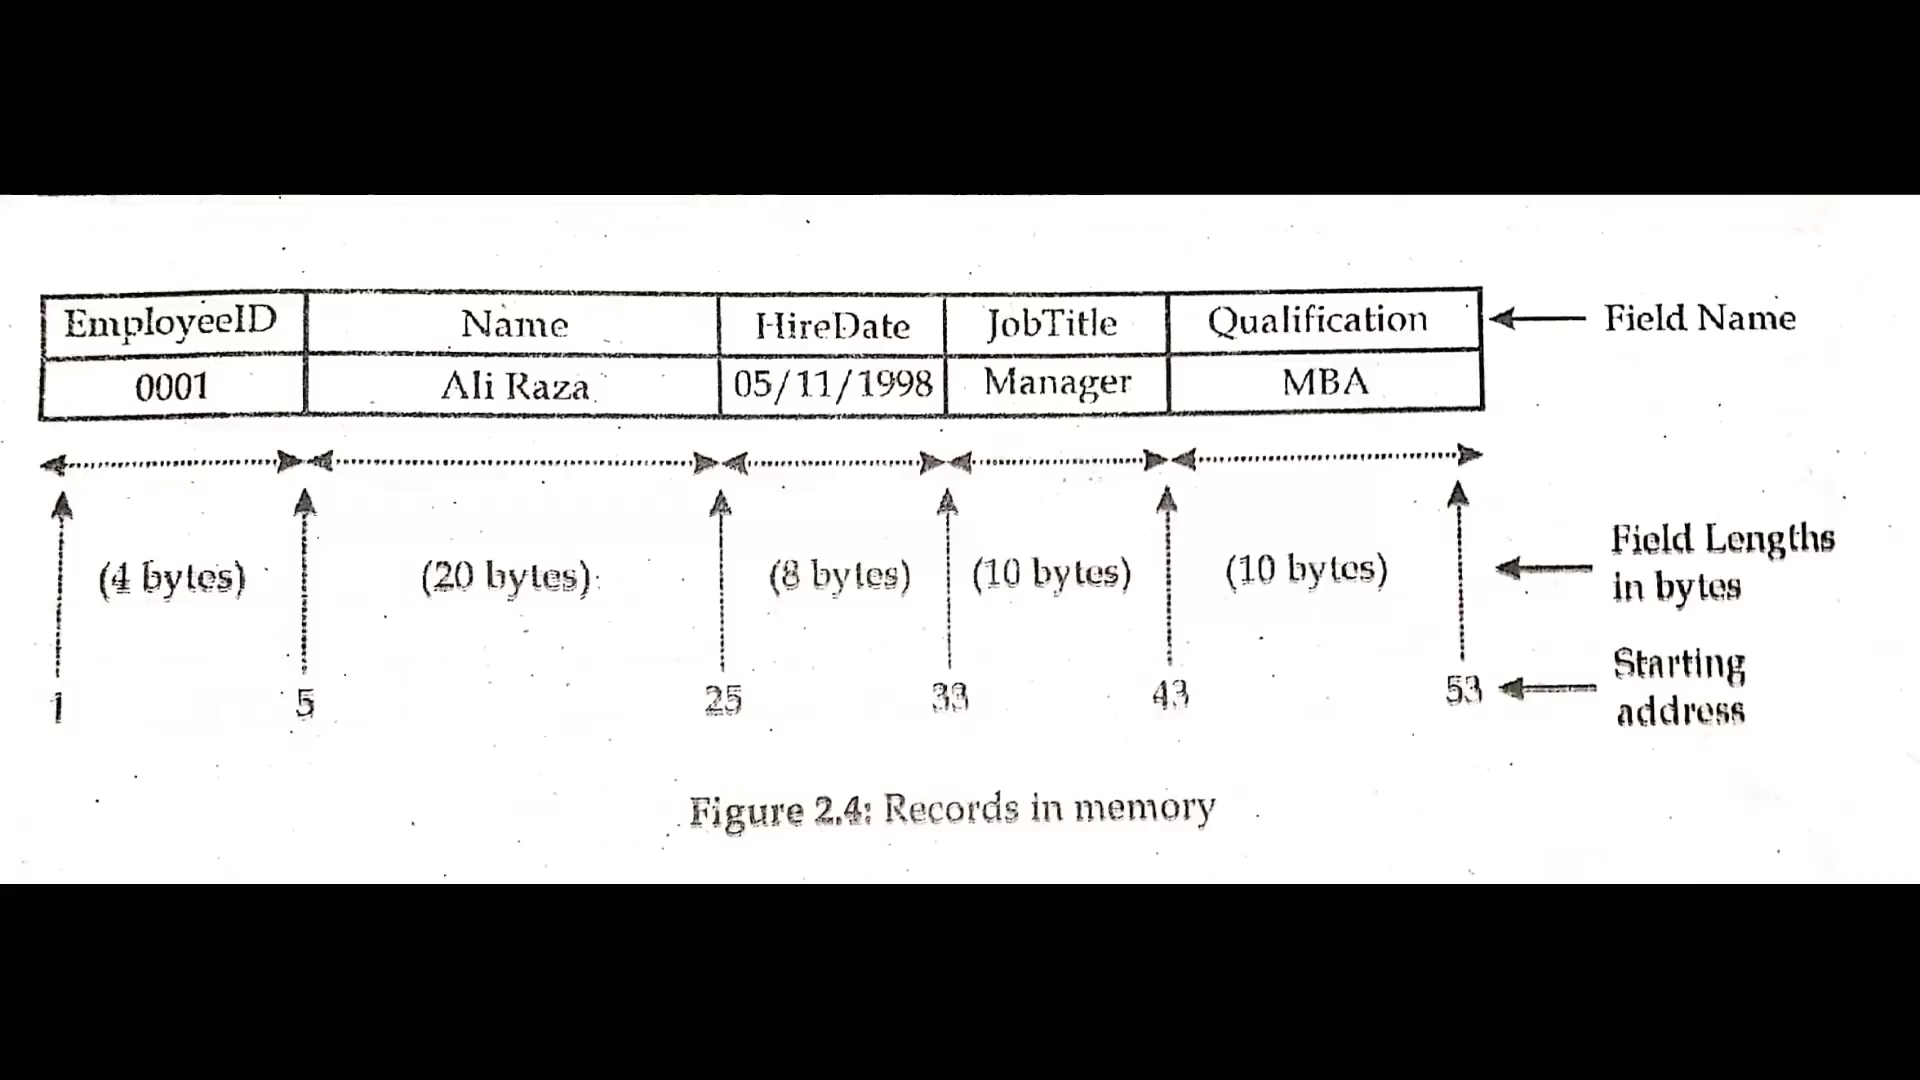 EmployeeID Name HireDate JobTitle Qualification Field Name
0001 Ali Raza 05/11/1998 Manager MBA
(4 bytes) (20 bytes) (8 bytes) (10 bytes) (10 bytes) Field Lengths
in bytes
1 5 25 33 43 53 Starting
address
Figure 2.4: Records in memory